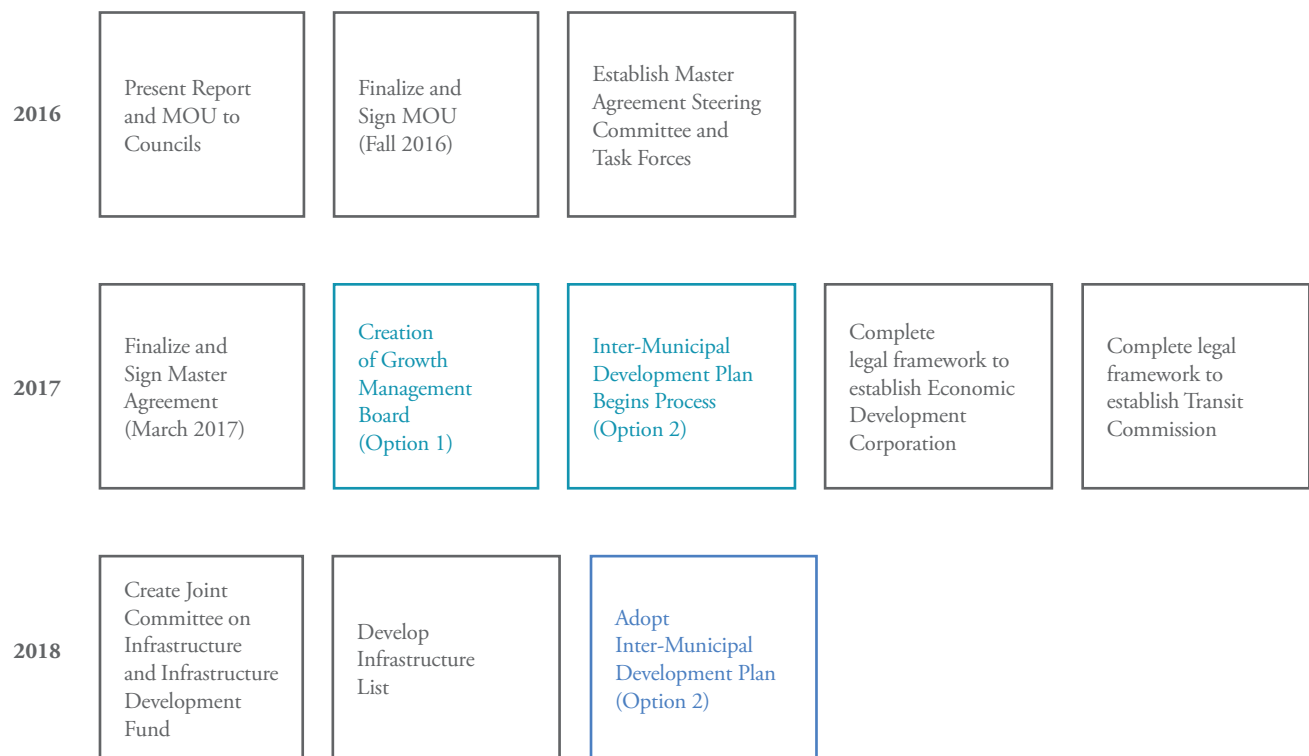 2016
Present Report
and MOU to
Councils
Finalize and
Sign MOU
(Fall 2016)
Establish Master
Agreement Steering
Committee and
Task Forces
2017
Finalize and
Sign Master
Agreement
(March 2017)
Creation
of Growth
Management
Board
(Option 1)
Inter-Municipal
Development Plan
Begins Process
(Option 2)
Complete
legal framework to
establish Economic
Development
Corporation
Complete legal
framework to
establish Transit
Commission
2018
Create Joint
Committee on
Infrastructure
and Infrastructure
Development
Fund
Develop
Infrastructure
List
Adopt
Inter-Municipal
Development Plan
(Option 2)